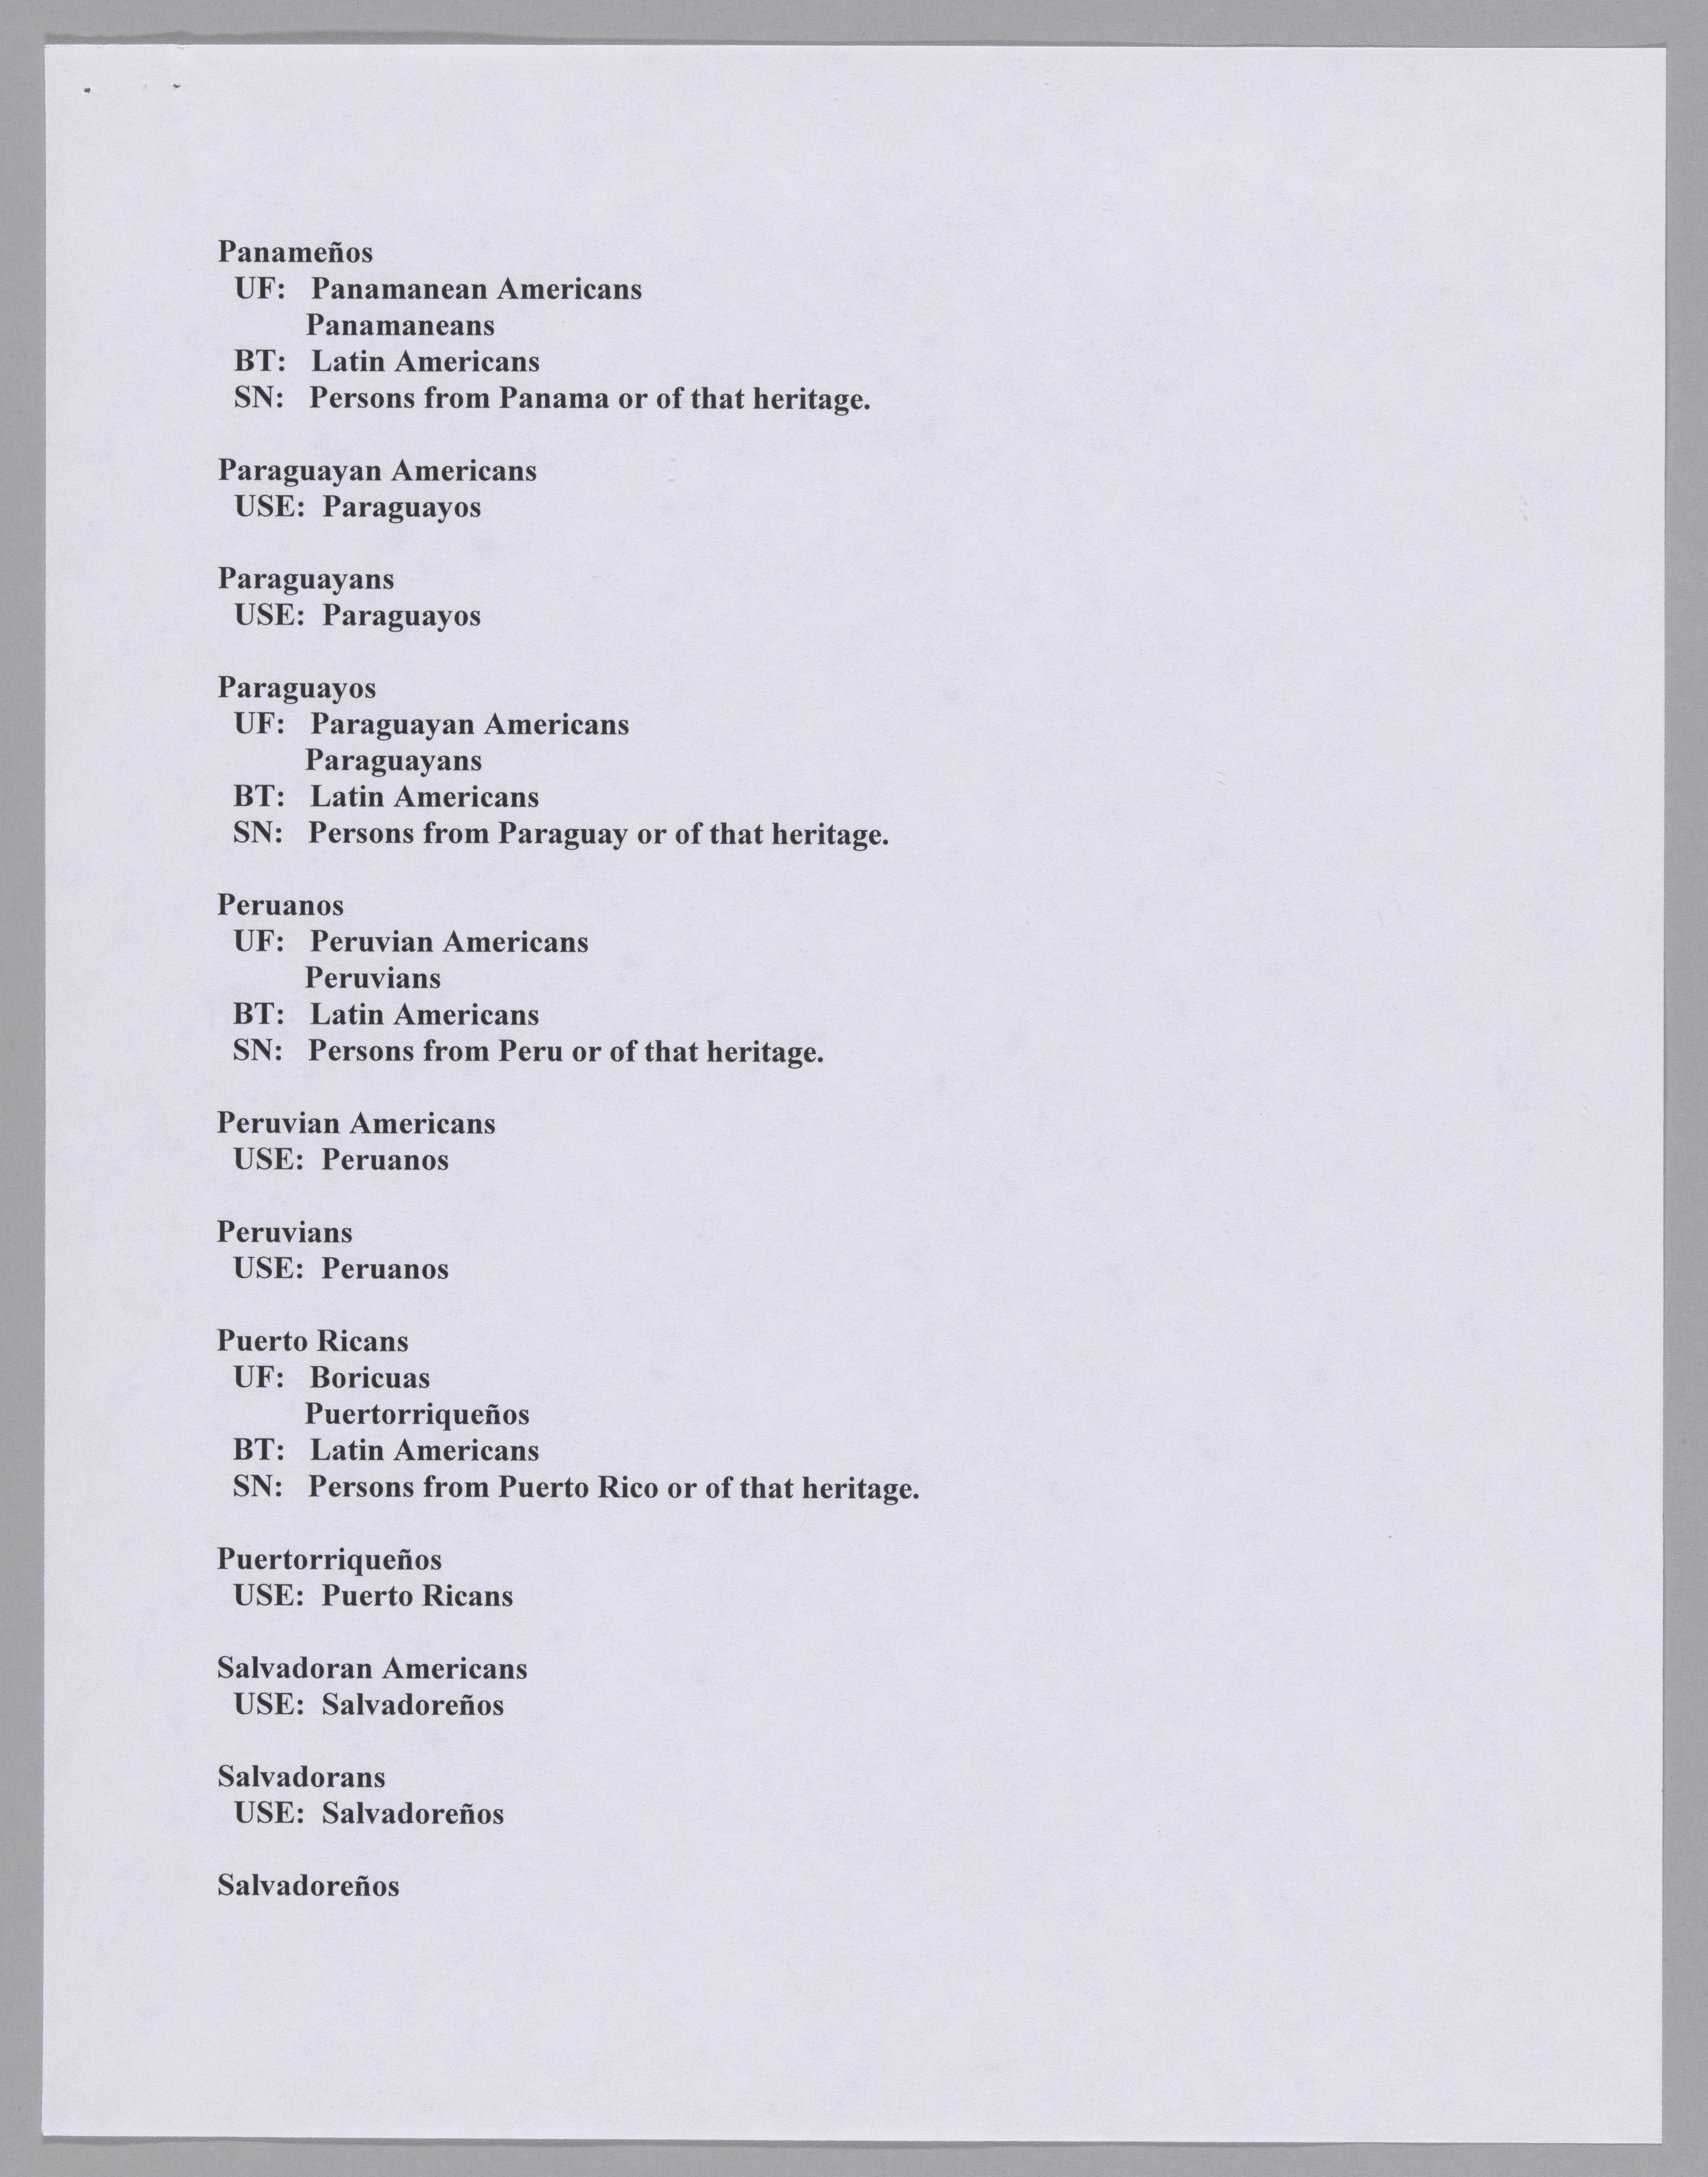 Panameños
UF: Panamanean Americans
Panamaneans
BT: Latin Americans
SN: Persons from Panama or of that heritage.
Paraguayan Americans
USE: Paraguayos
Paraguayans
USE: Paraguayos
Paraguayos
UF: Paraguayan Americans
Paraguayans
BT: Latin Americans
SN: Persons from Paraguay or of that heritage.
Peruanos
UF: Peruvian Americans
Peruvians
BT: Latin Americans
SN: Persons from Peru or of that heritage.
Peruvian Americans
USE: Peruanos
Peruvians
USE: Peruanos
Puerto Ricans
UF: Boricuas
Puertorriqueños
BT: Latin Americans
SN: Persons from Puerto Rico or of that heritage.
Puertorriqueños
USE: Puerto Ricans
Salvadoran Americans
USE: Salvadoreños
Salvadorans
USE: Salvadoreños
Salvadoreños